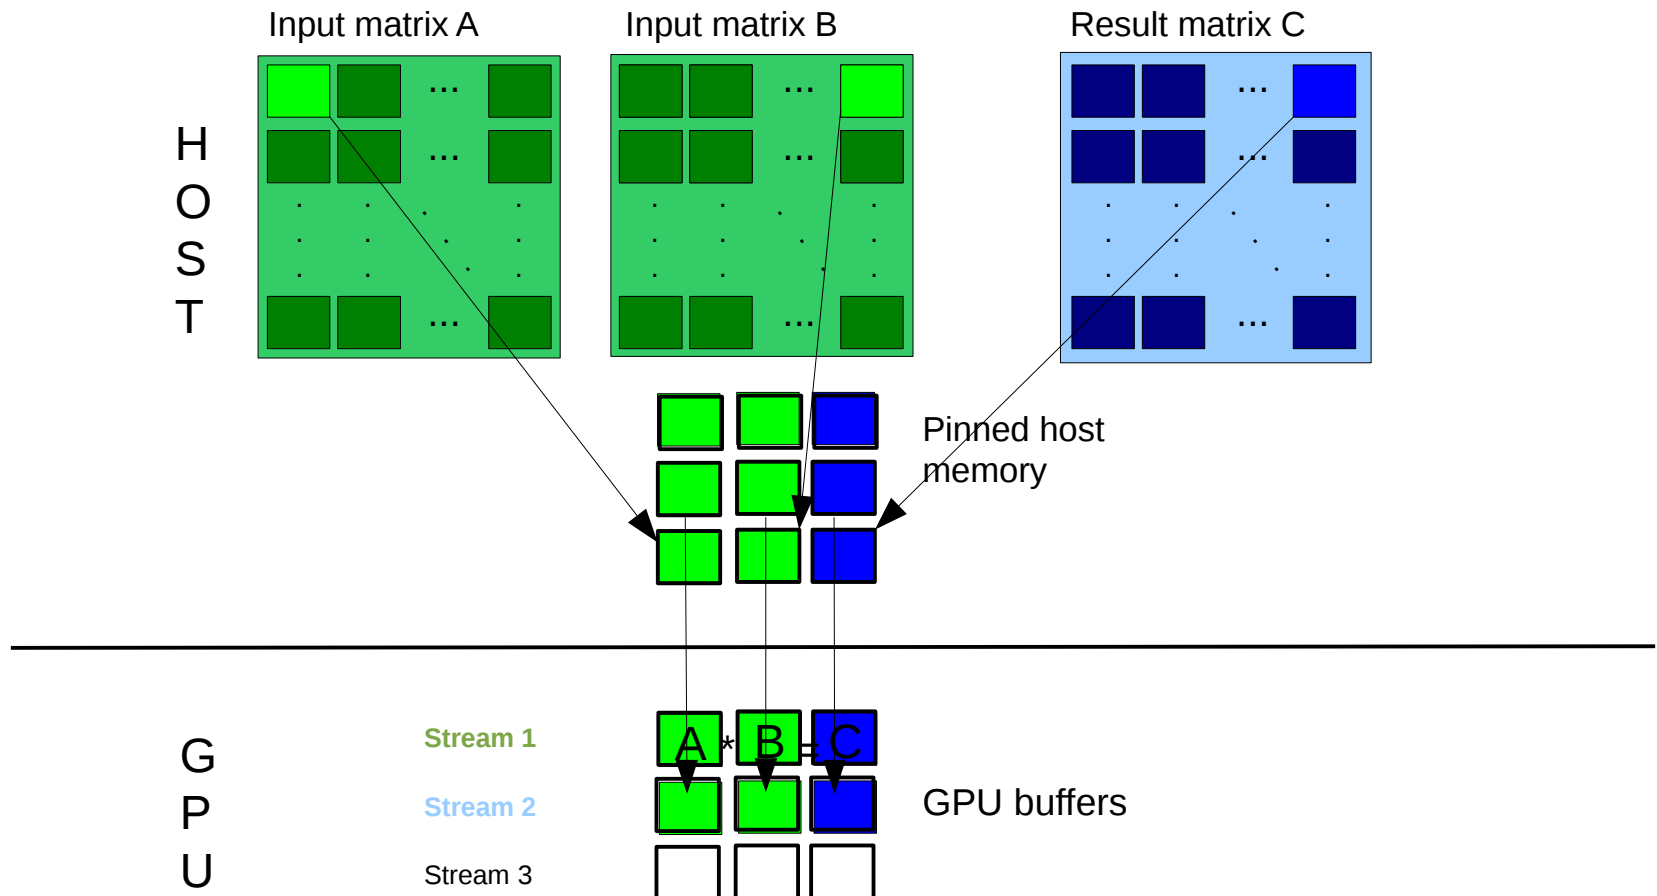 Input matrix A
Input matrix B
Result matrix C
...
...
...
...
...
...
...
...
...
H
O
S
T
Pinned host
memory
G
P
U
Stream 1
A * B = C
Stream 2
GPU buffers
Stream 3